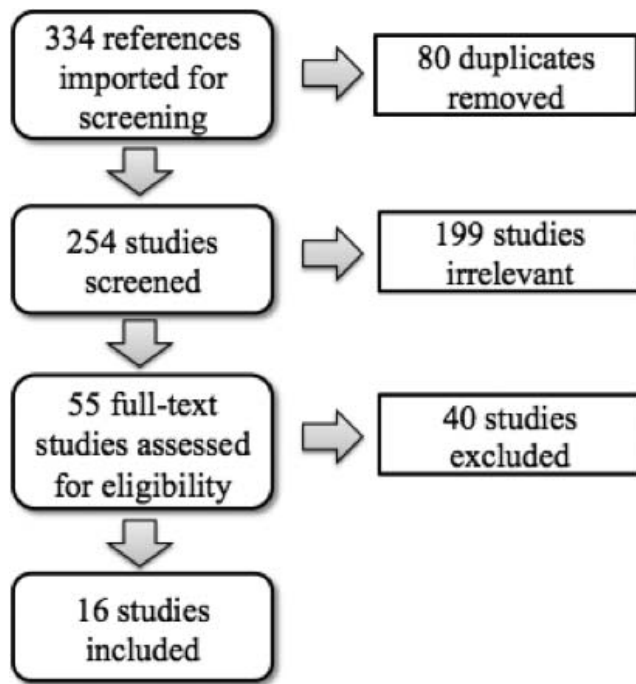 334 references
imported for
screening
80 duplicates
removed
254 studies
screened
199 studies
irrelevant
55 full-text
studies assessed
for eligibility
40 studies
excluded
16 studies
included